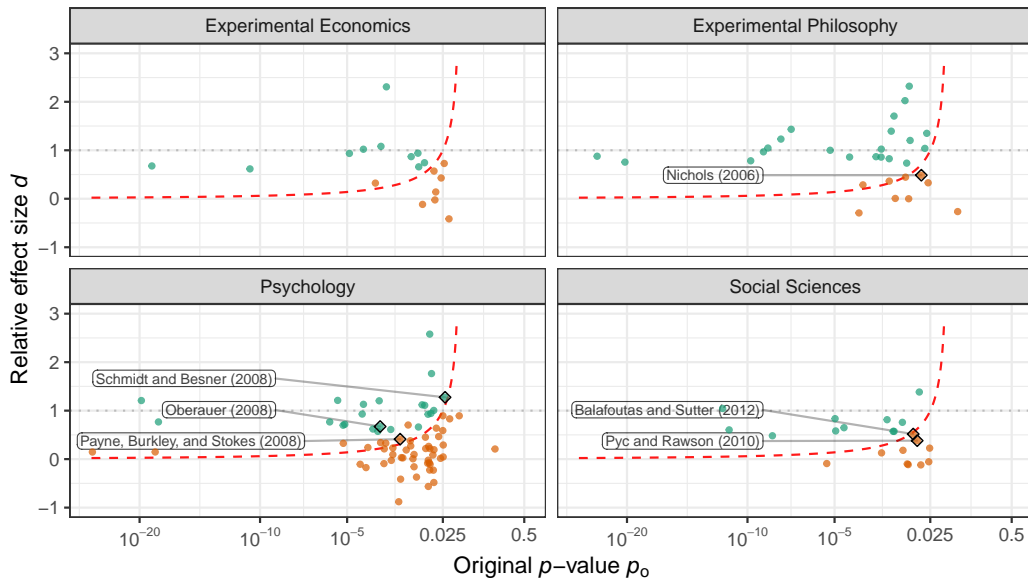 Experimental Economics
Experimental Philosophy
3
2
1
0
−1
Nichols (2006)
Psychology
Social Sciences
3
2
1
0
−1
Schmidt and Besner (2008)
Oberauer (2008)
Payne, Burkley, and Stokes (2008)
Balafoutas and Sutter (2012)
Pyc and Rawson (2010)
10⁻²⁰
10⁻¹⁰
10⁻⁵
0.025
0.5
10⁻²⁰
10⁻¹⁰
10⁻⁵
0.025
0.5
Relative effect size d
Original p−value pₒ